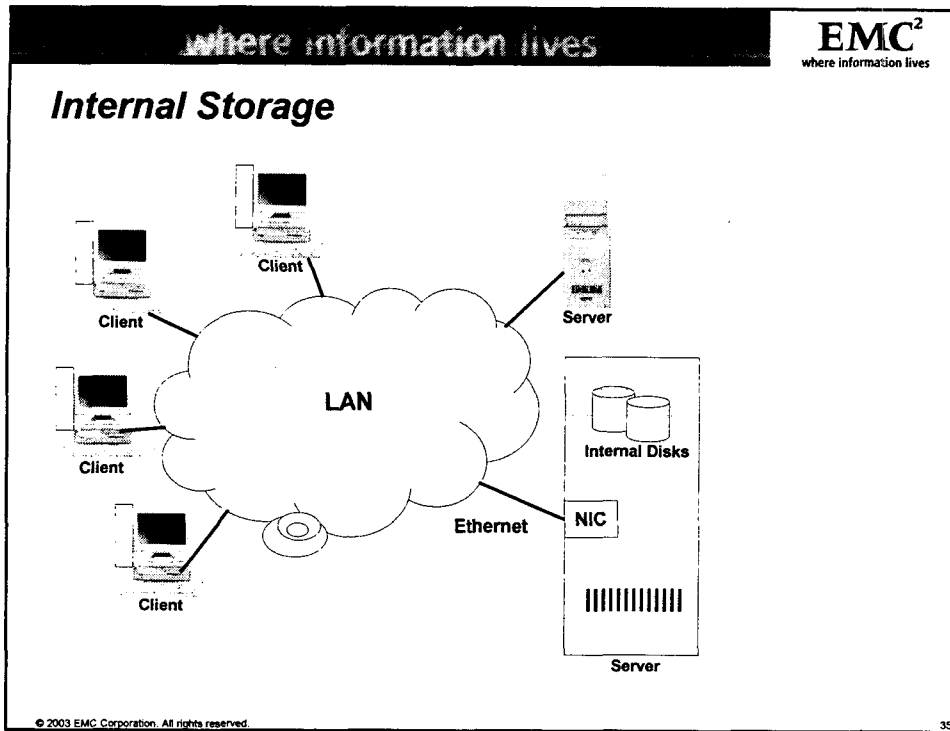 where information lives
EMC²
where information lives
Internal Storage
Client
Client
Server
LAN
Internal Disks
Client
Ethernet
NIC
Client
Server
© 2003 EMC Corporation. All rights reserved.
35